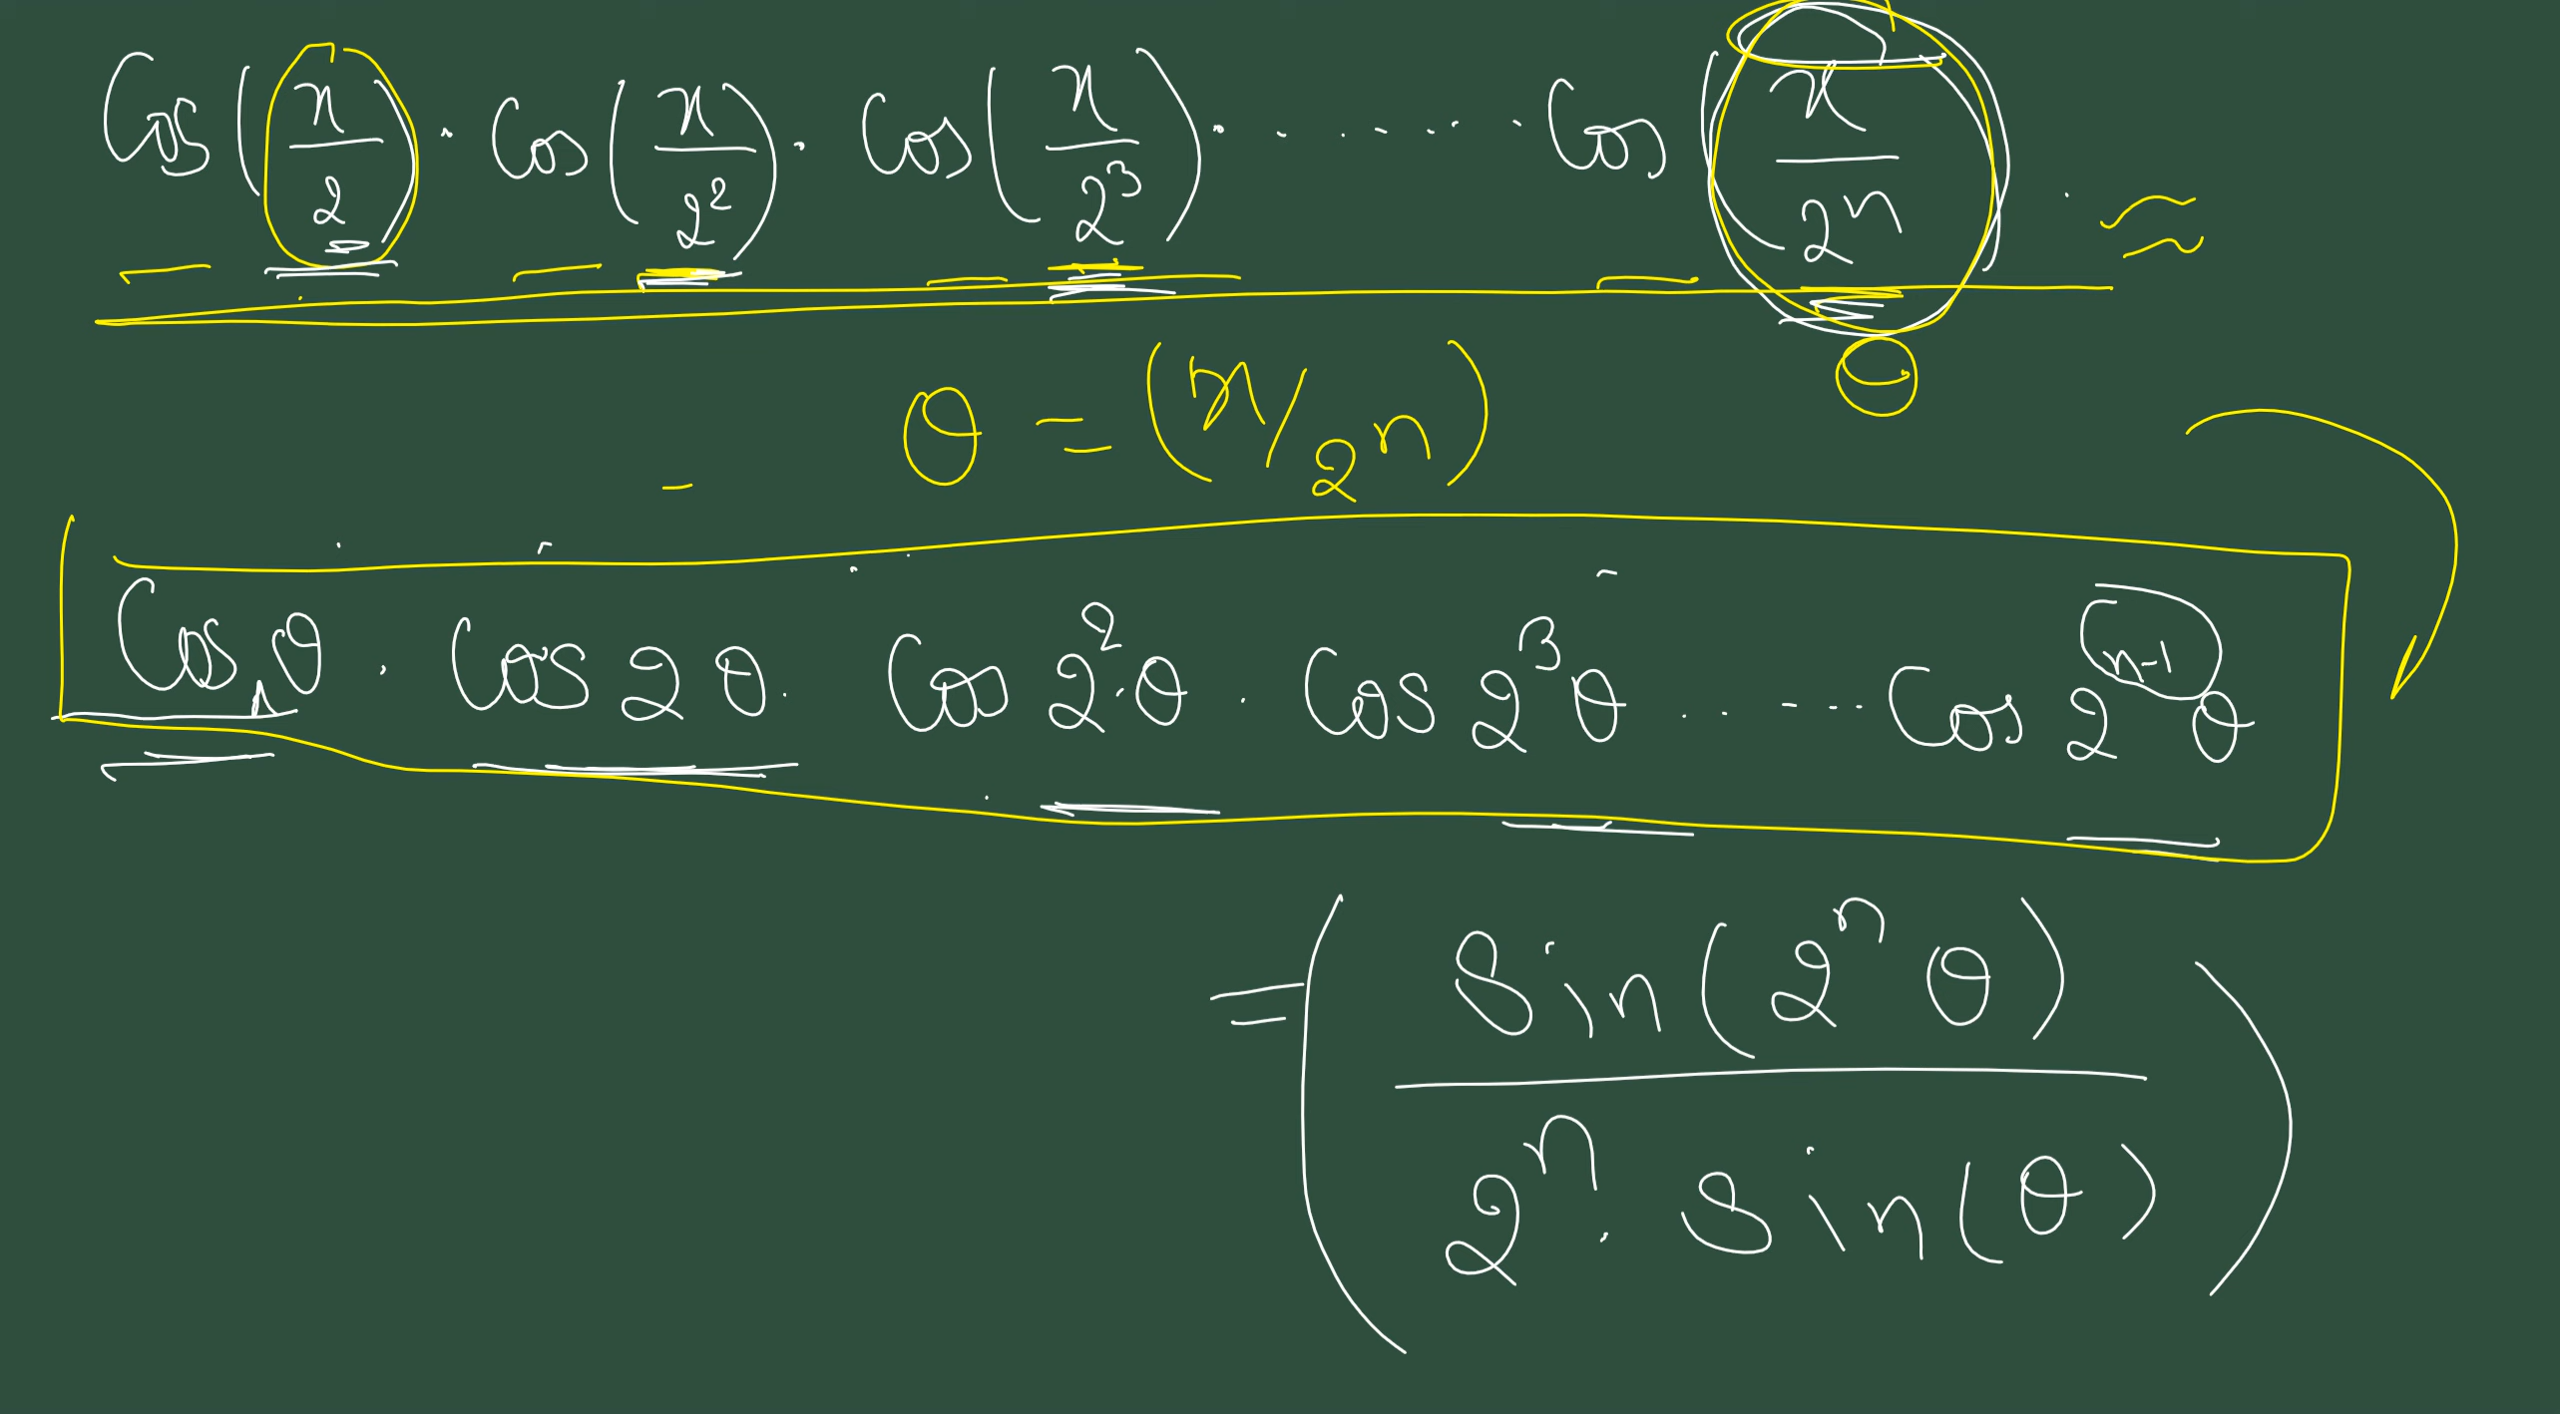 Cos(x/2) · Cos(x/2²) · Cos(x/2³) · ...... Cos(x/2ⁿ) ≈
θ
- θ = (x/2ⁿ)
Cos θ . Cos 2θ . Cos 2²·θ . Cos 2³θ ...... Cos 2ⁿ⁻¹θ
= (Sin(2ⁿθ) / 2ⁿ. Sin(θ))